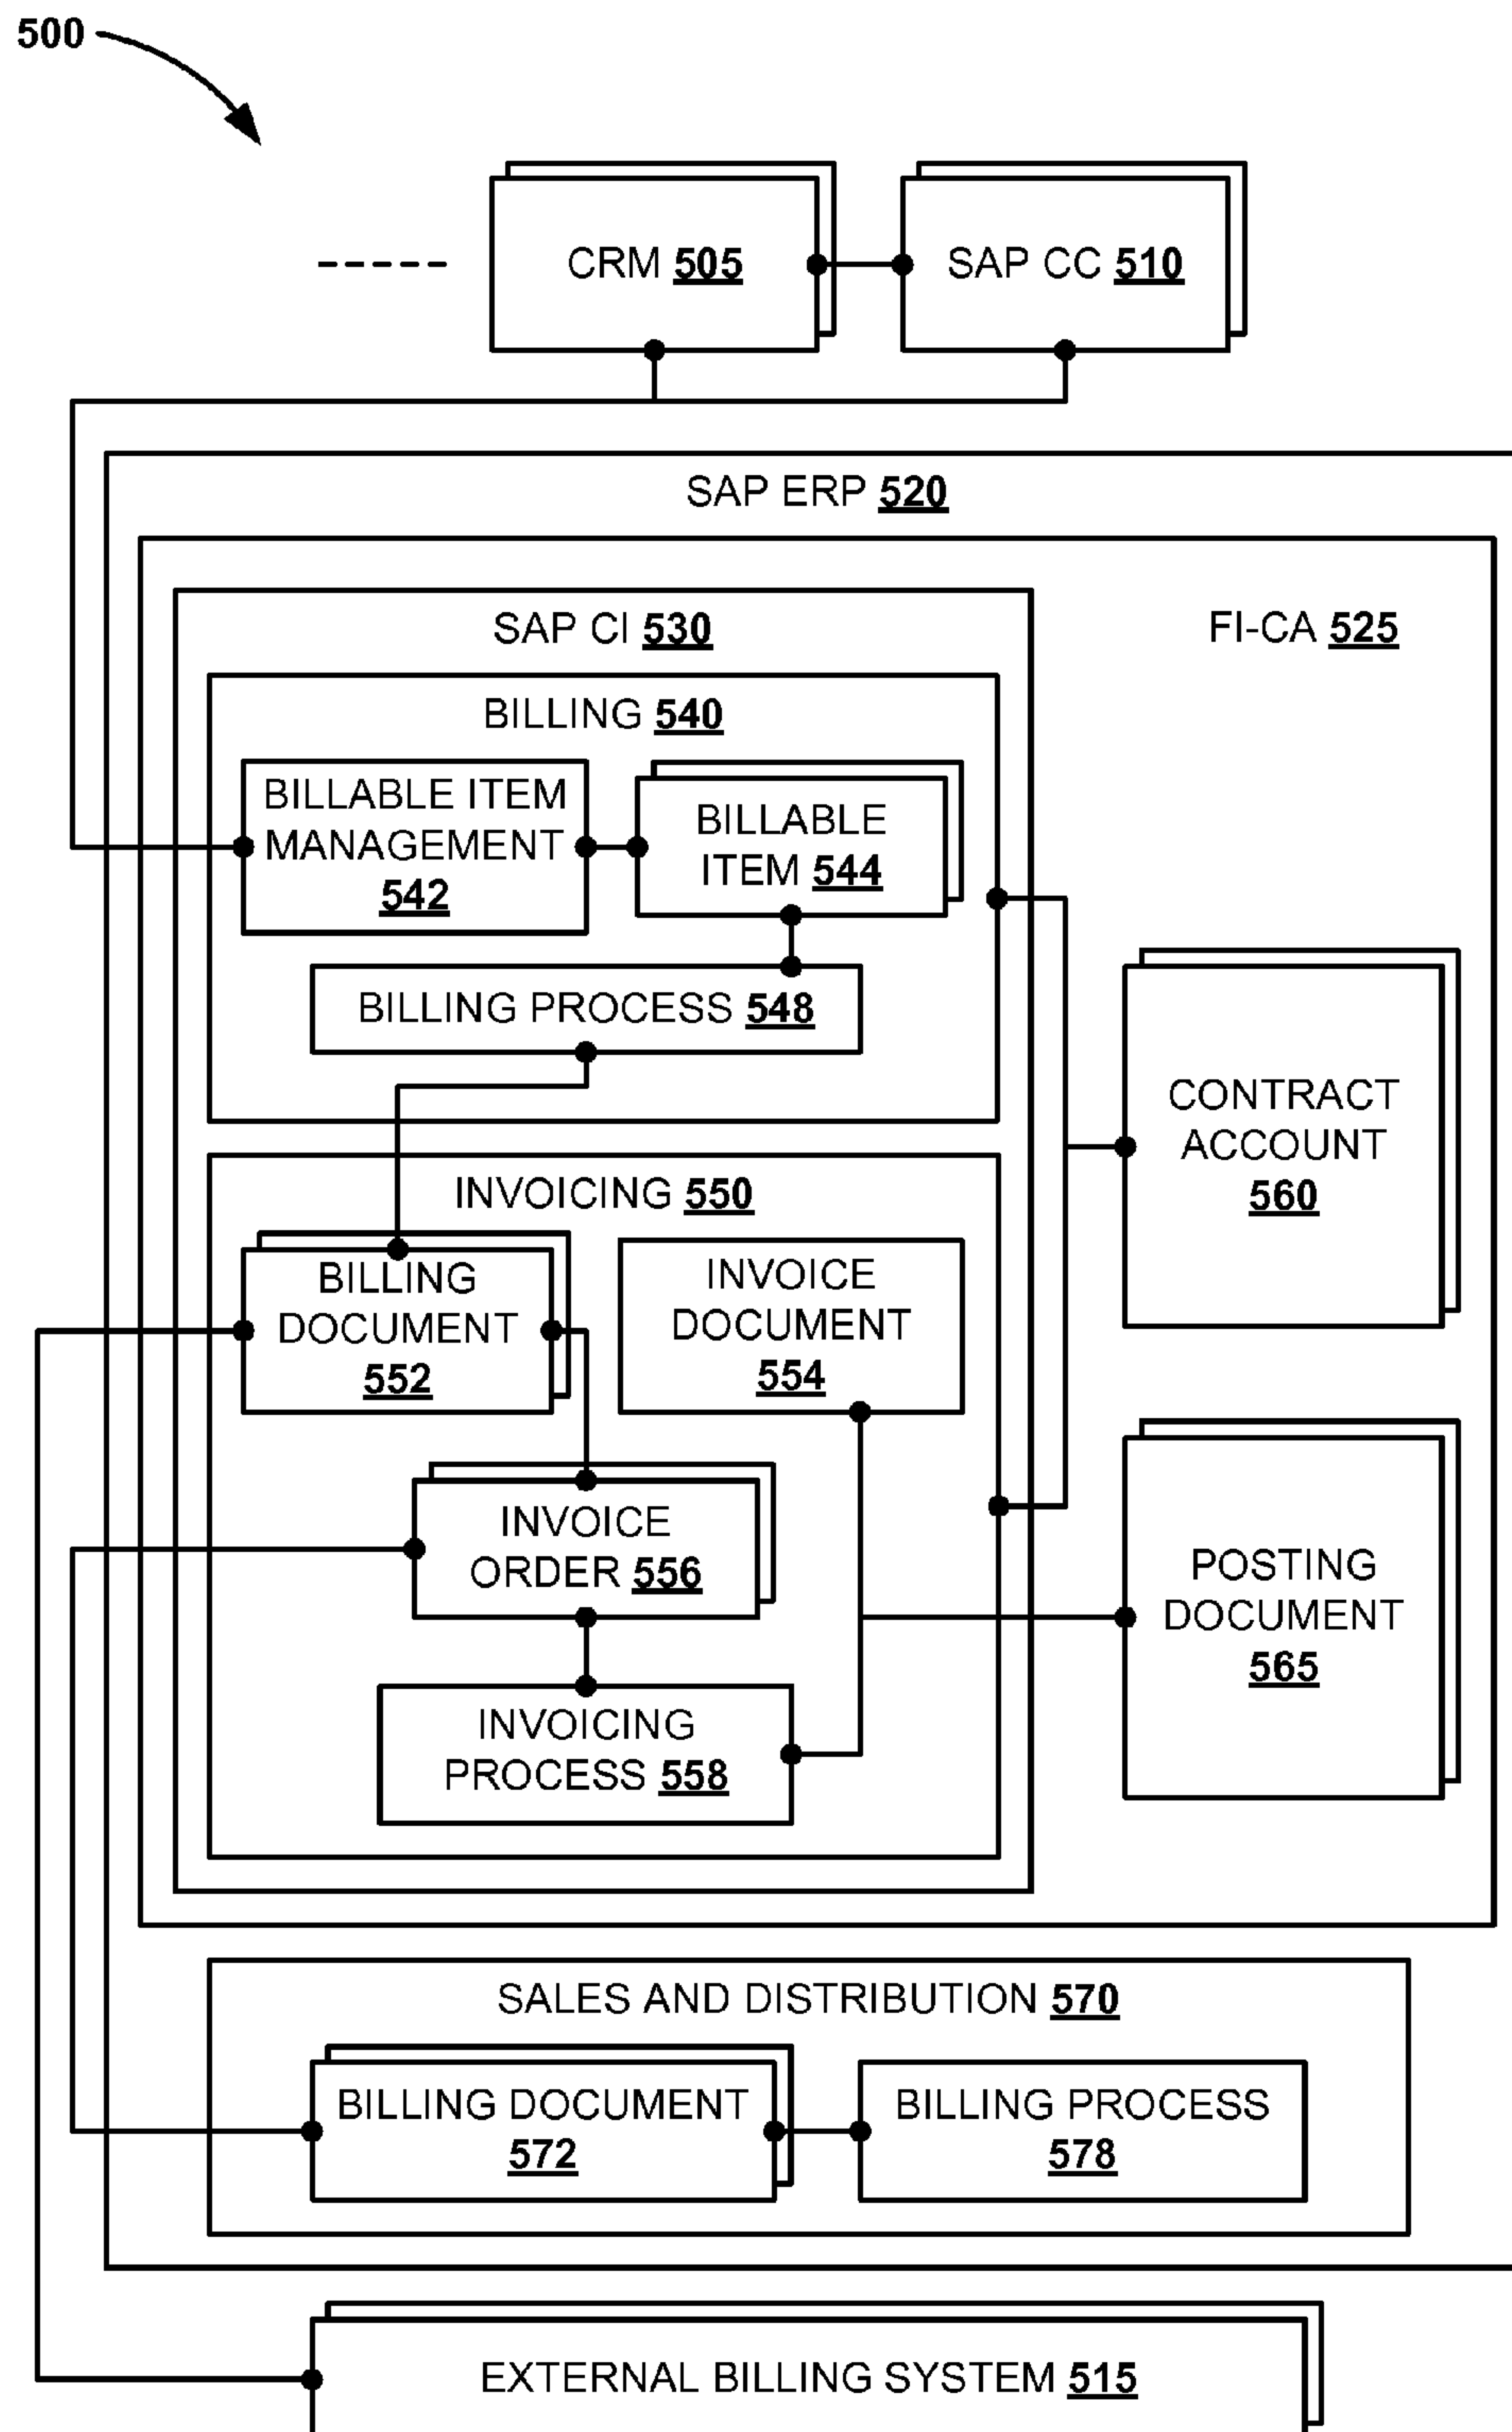 500
CRM 505
SAP CC 510
SAP ERP 520
SAP CI 530
FI-CA 525
BILLING 540
BILLABLE ITEM
MANAGEMENT
542
BILLABLE
ITEM 544
BILLING PROCESS 548
CONTRACT
ACCOUNT
560
INVOICING 550
BILLING
DOCUMENT
552
INVOICE
DOCUMENT
554
INVOICE
ORDER 556
POSTING
DOCUMENT
565
INVOICING
PROCESS 558
SALES AND DISTRIBUTION 570
BILLING DOCUMENT
572
BILLING PROCESS
578
EXTERNAL BILLING SYSTEM 515